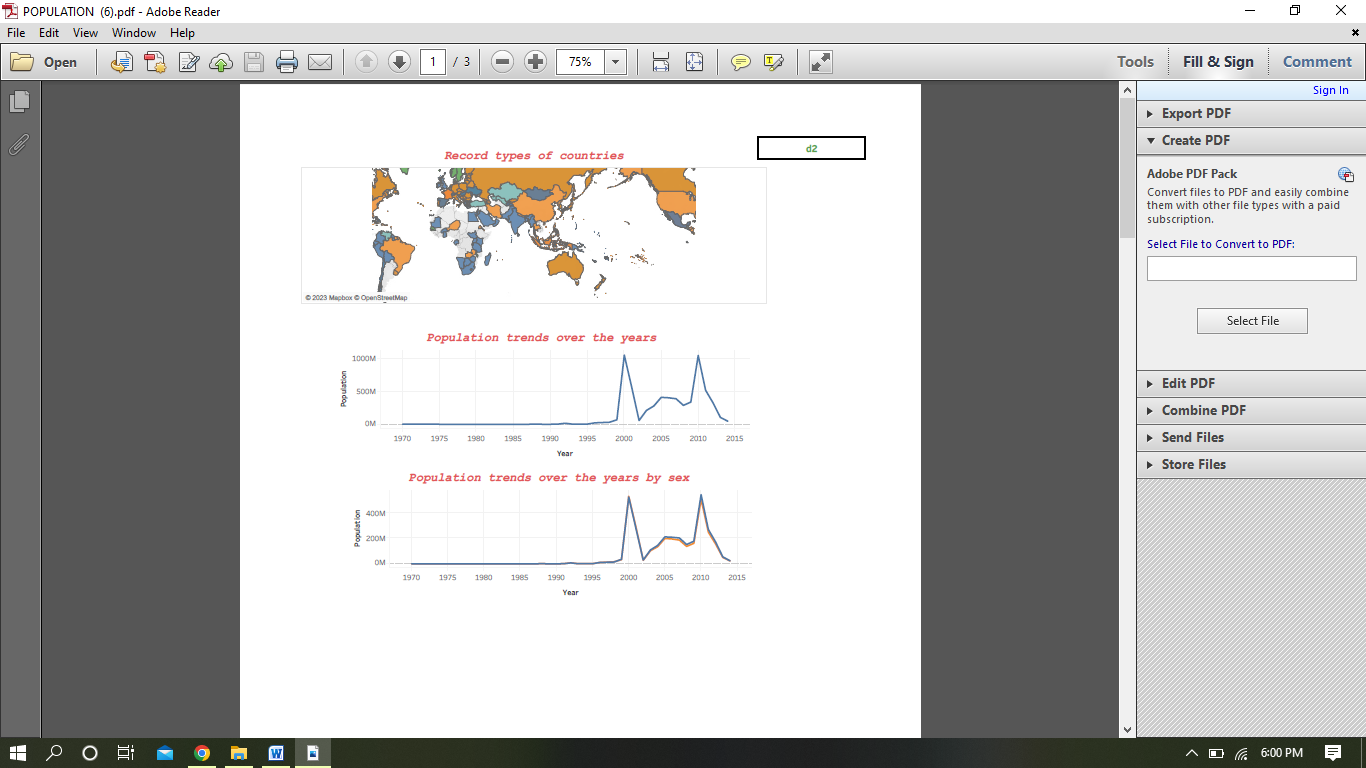 POPULATION  (6).pdf - Adobe Reader
File Edit View Window Help
Open 1 / 3 75% Tools Fill & Sign Comment
Sign In
Export PDF
Create PDF
Adobe PDF Pack
Convert files to PDF and easily combine
them with other file types with a paid
subscription.
Select File to Convert to PDF:
Select File
Edit PDF
Combine PDF
Send Files
Store Files
d2
Record types of countries
© 2023 Mapbox © OpenStreetMap
Population trends over the years
Population
1000M
500M
0M
1970 1975 1980 1985 1990 1995 2000 2005 2010 2015
Year
Population trends over the years by sex
Population
400M
200M
0M
1970 1975 1980 1985 1990 1995 2000 2005 2010 2015
Year
6:00 PM